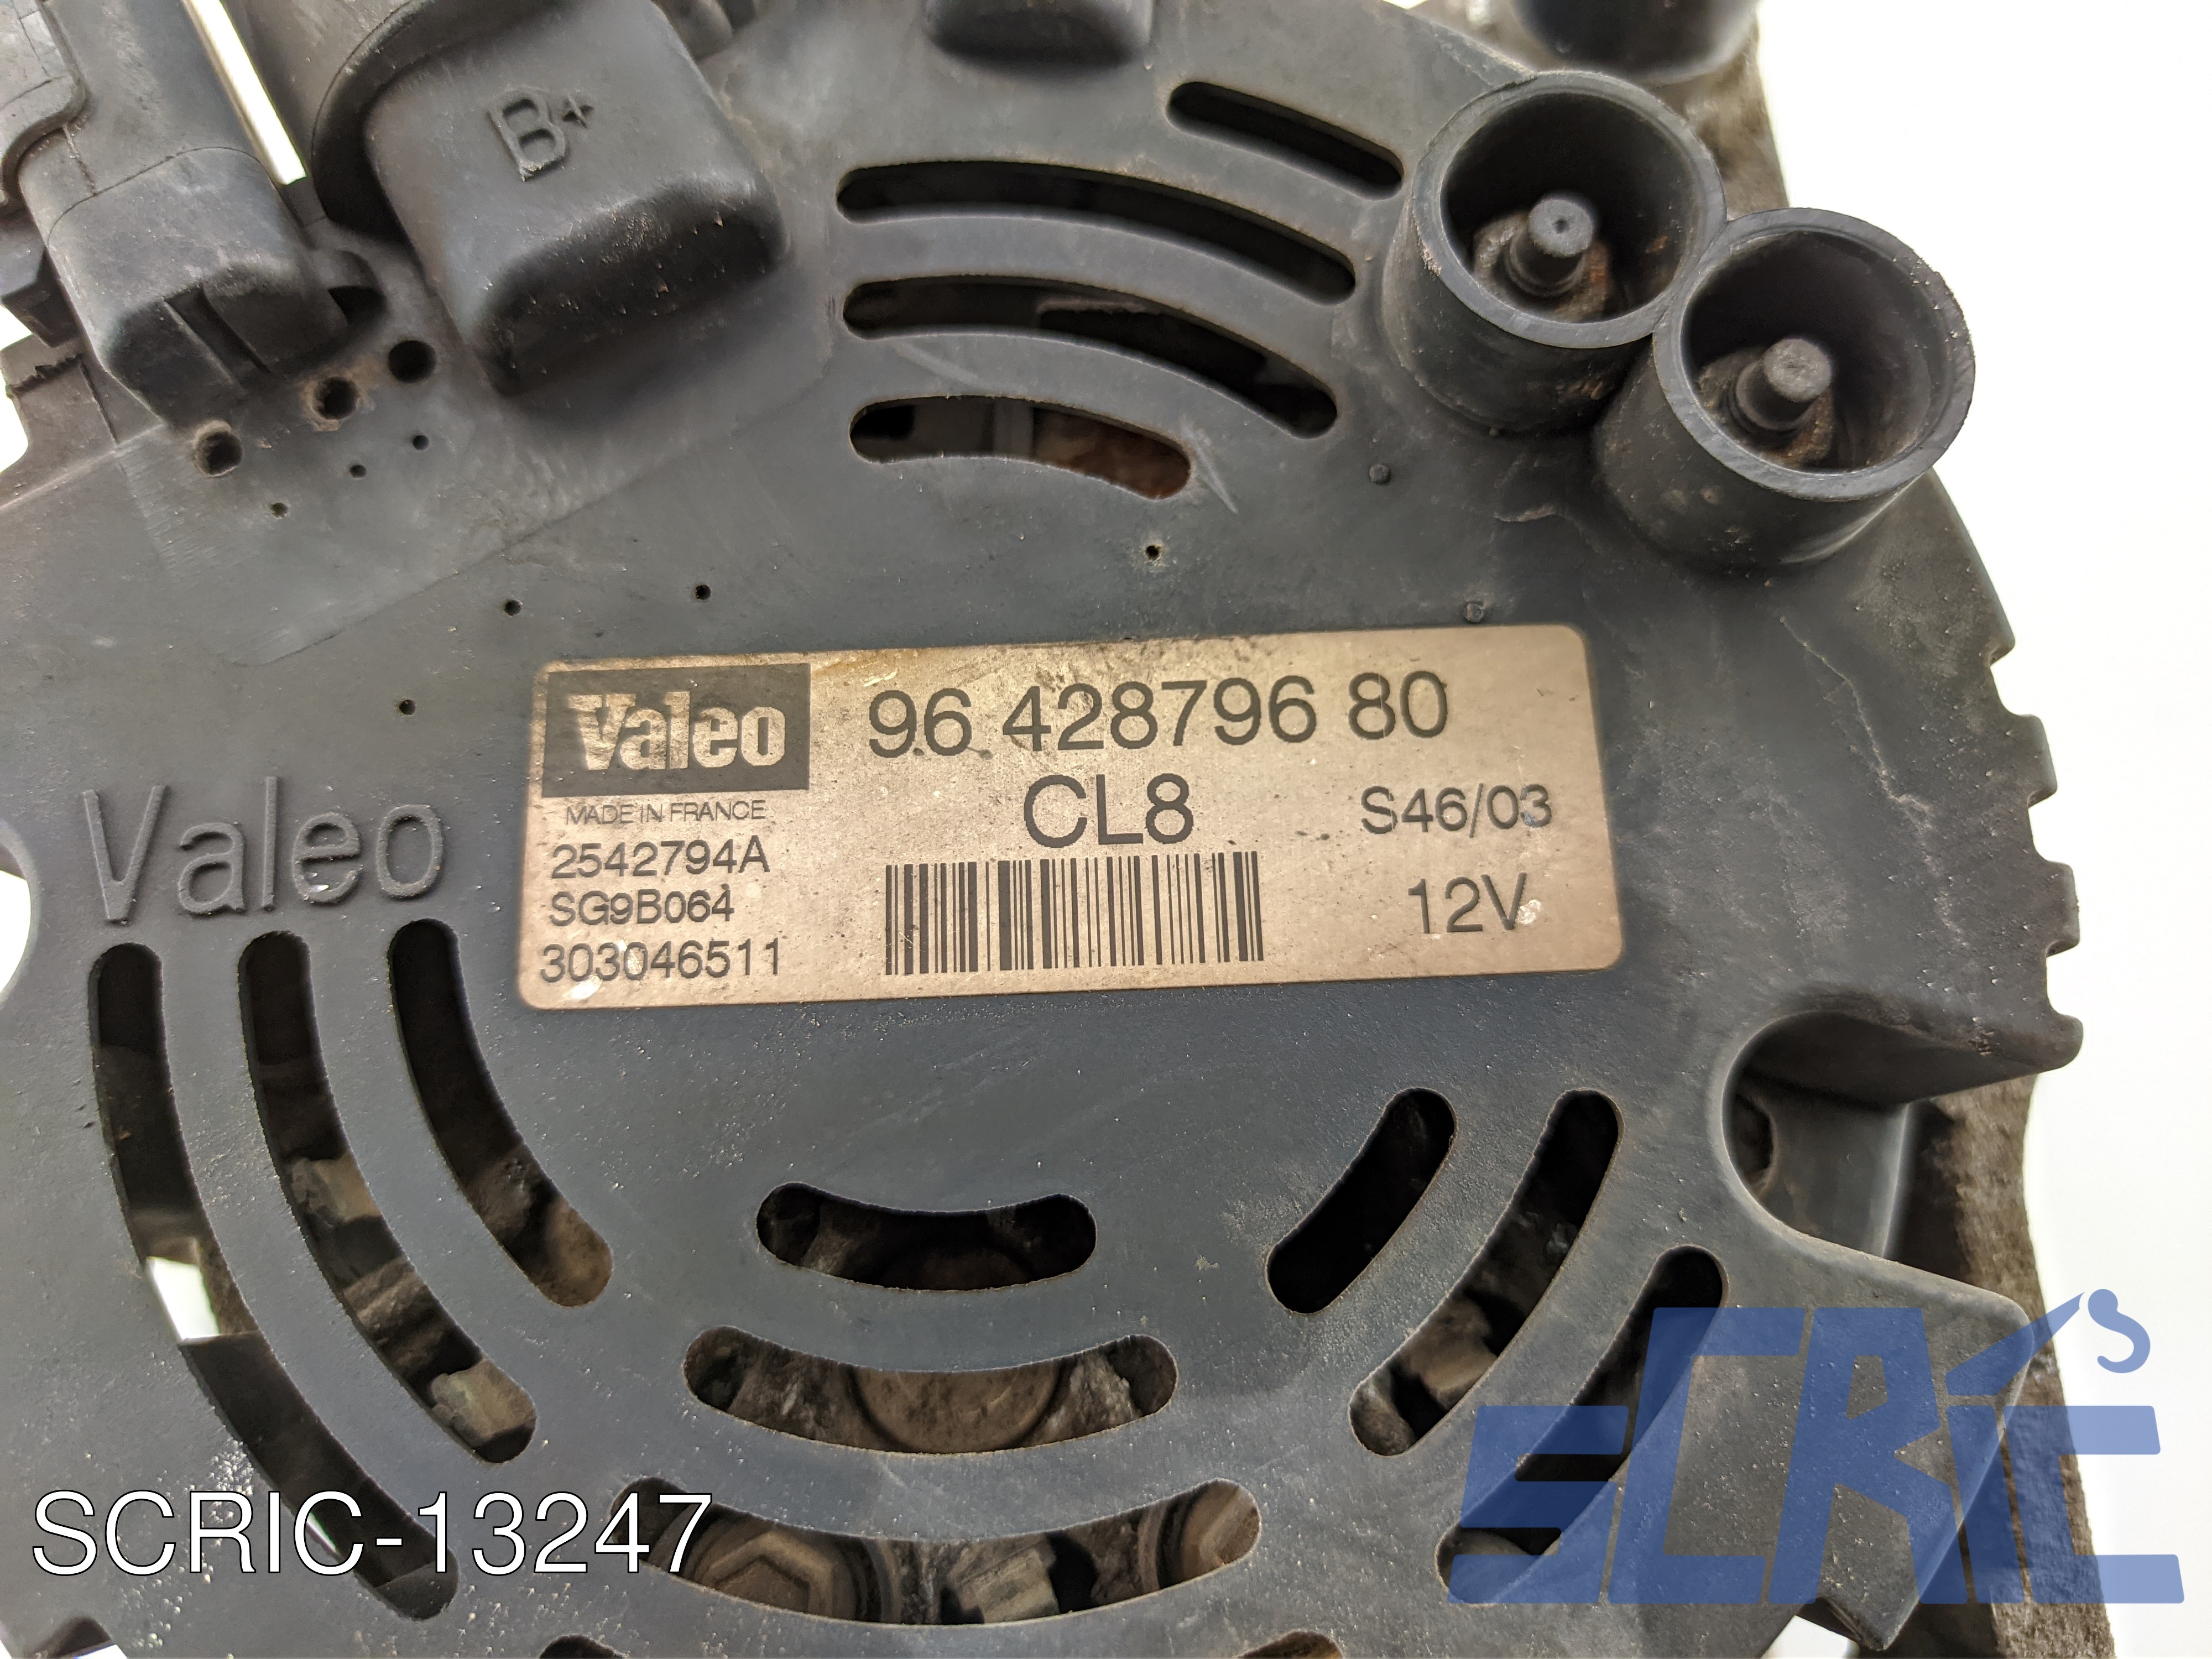 B+
Valeo
96 428796 80
CL8
S46/03
MADE IN FRANCE
2542794A
SG9B064
12V
303046511
Valeo
SCRIC
SCRIC-13247